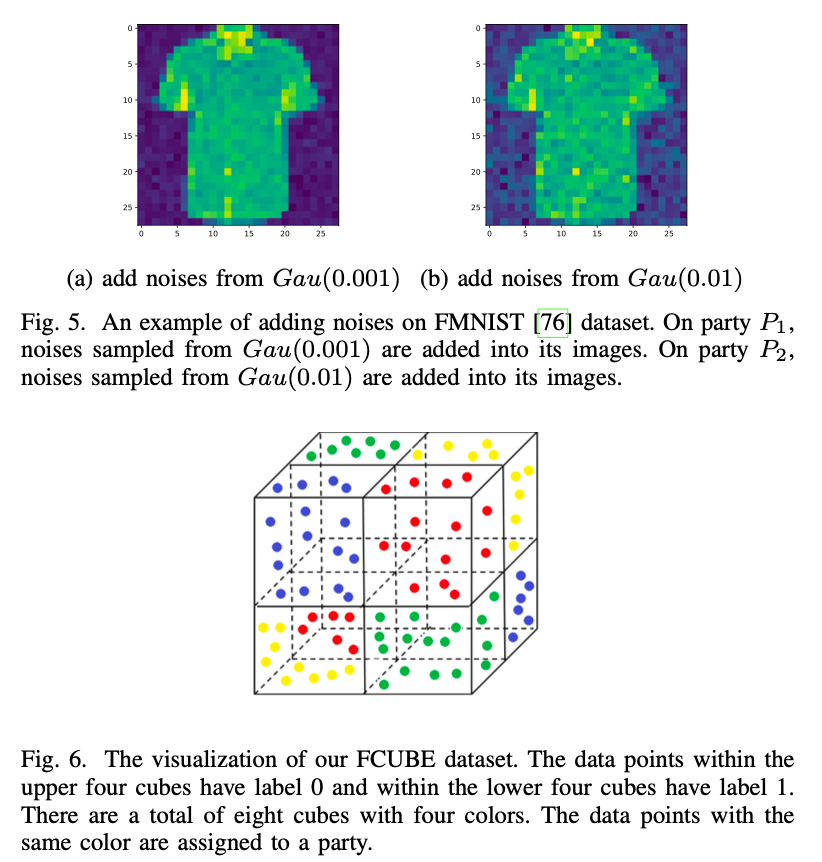 0
5
10
15
20
25
0 5 10 15 20 25
0
5
10
15
20
25
0 5 10 15 20 25
(a) add noises from Gau(0.001) (b) add noises from Gau(0.01)
Fig. 5. An example of adding noises on FMNIST [76] dataset. On party P₁,
noises sampled from Gau(0.001) are added into its images. On party P₂,
noises sampled from Gau(0.01) are added into its images.
Fig. 6. The visualization of our FCUBE dataset. The data points within the
upper four cubes have label 0 and within the lower four cubes have label 1.
There are a total of eight cubes with four colors. The data points with the
same color are assigned to a party.